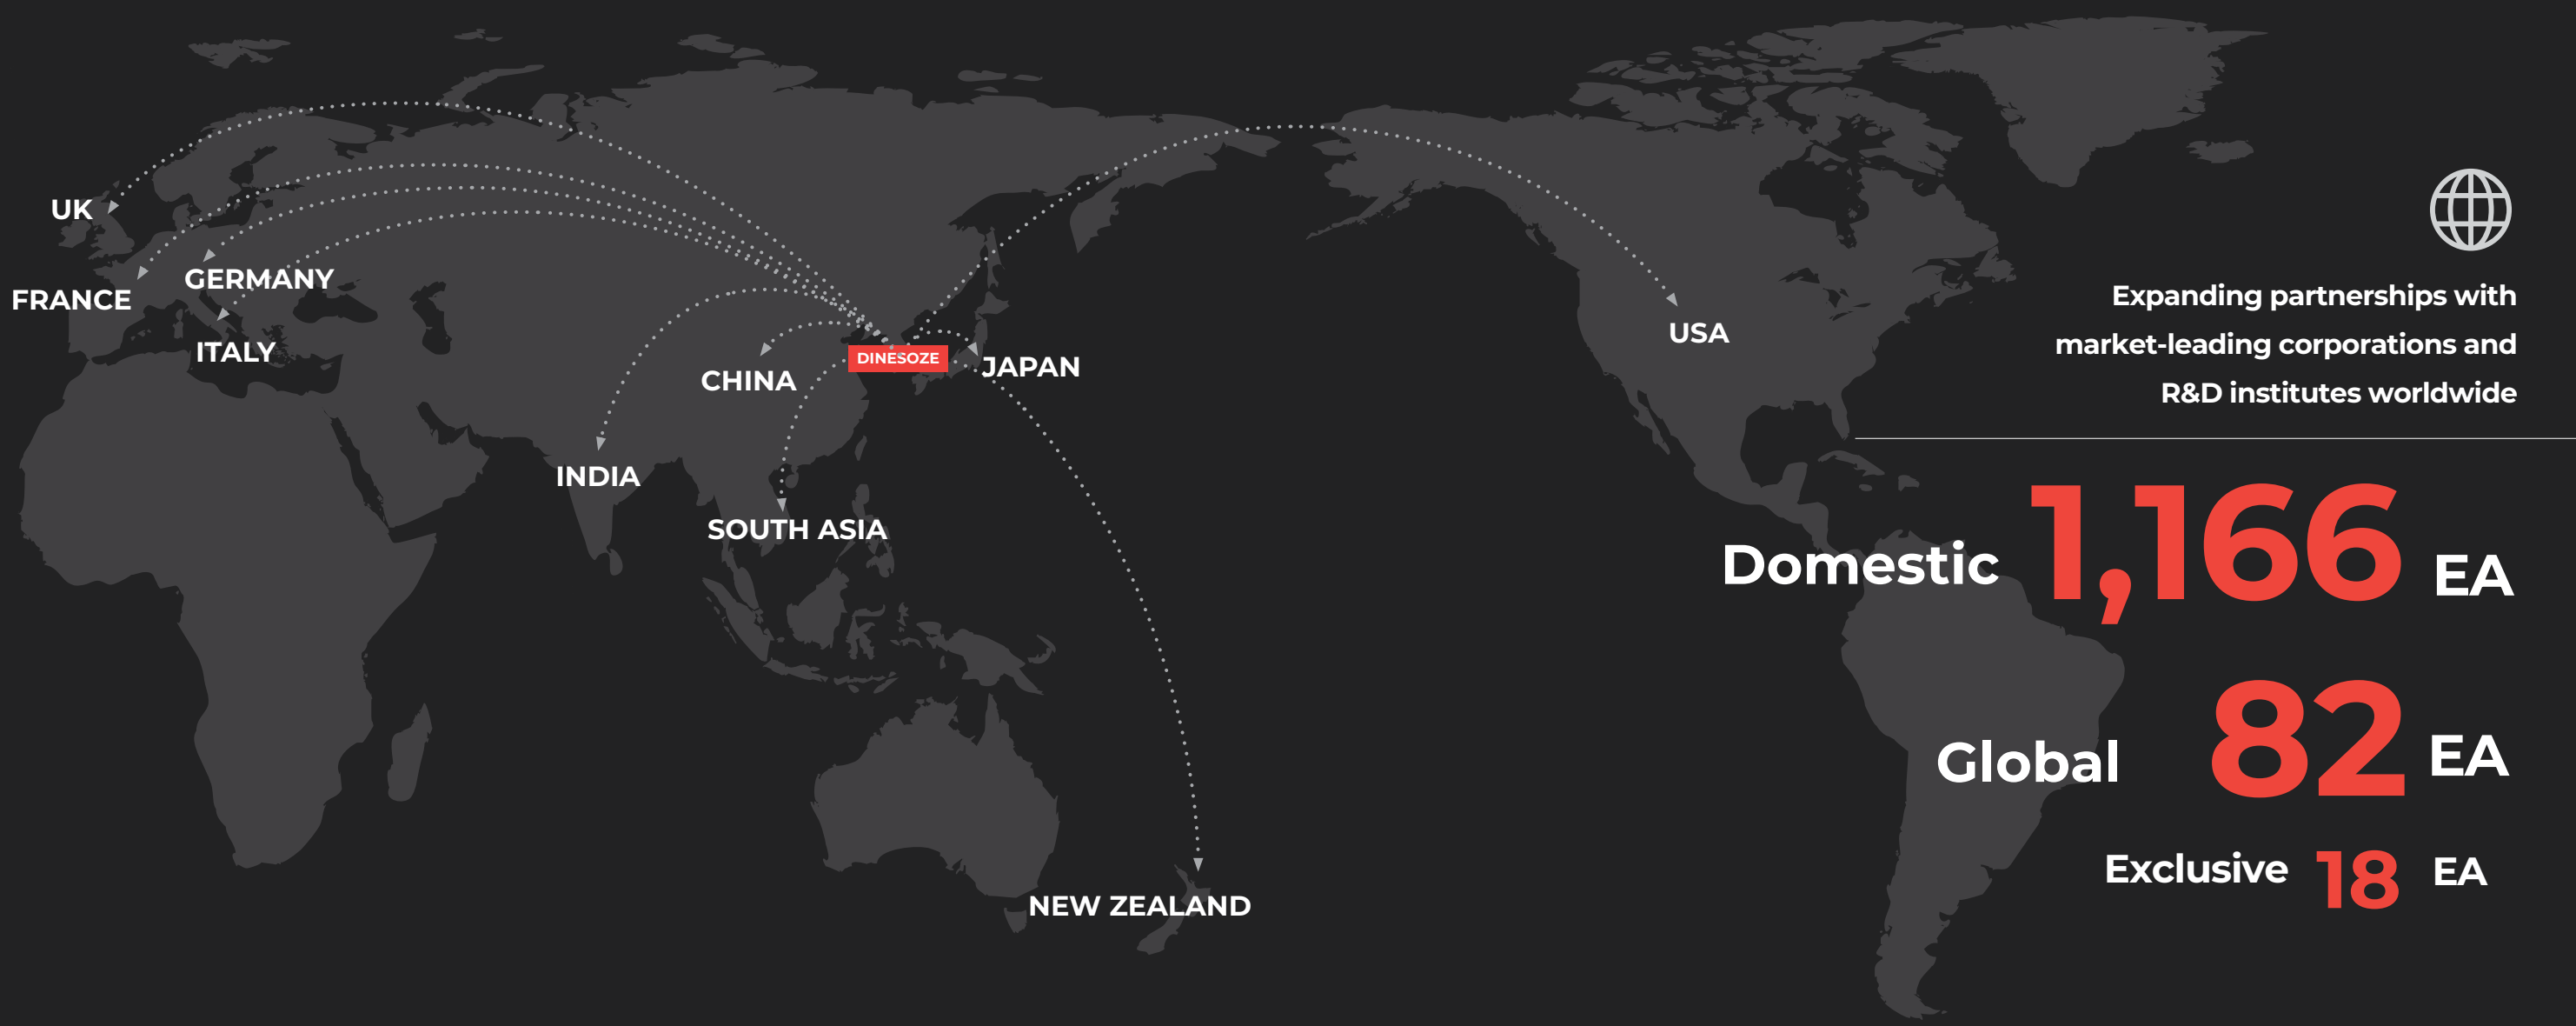 UK
FRANCE
GERMANY
ITALY
INDIA
CHINA
SOUTH ASIA
DINESOZE
JAPAN
NEW ZEALAND
USA
Expanding partnerships with
market-leading corporations and
R&D institutes worldwide
Domestic 1,166 EA
Global 82 EA
Exclusive 18 EA